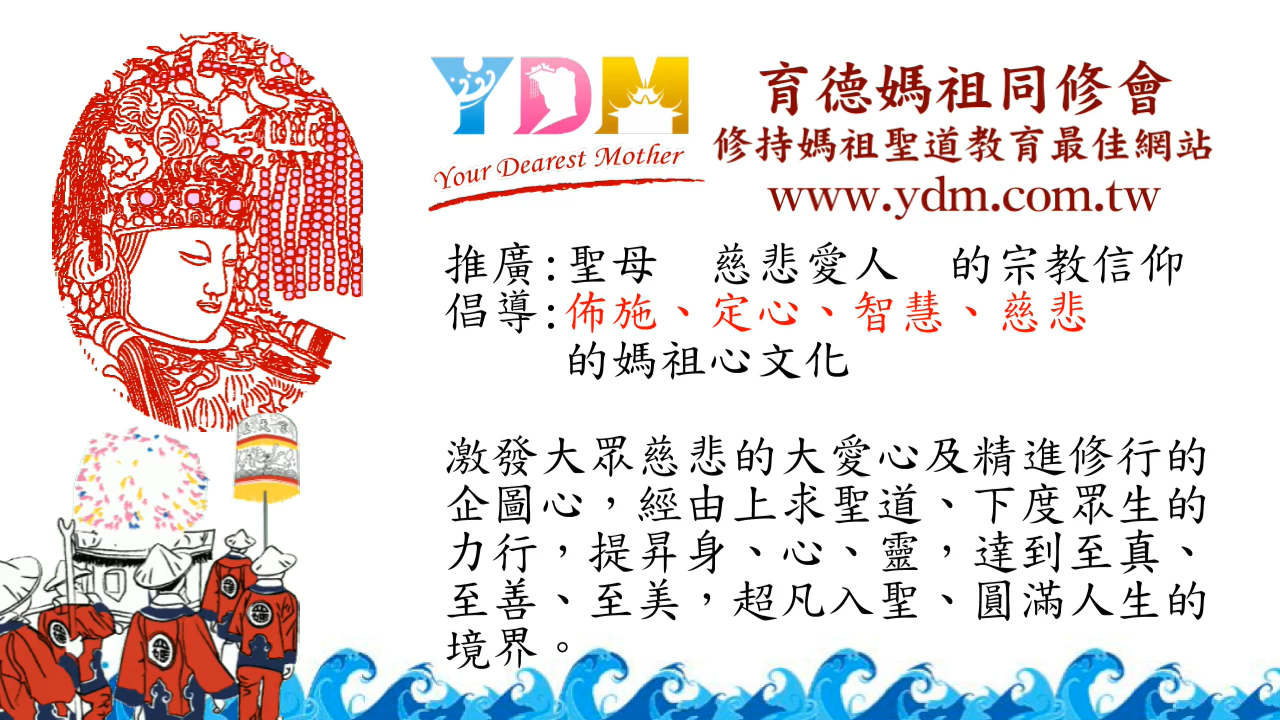 YDM
Your Dearest Mother
育德媽祖同修會
修持媽祖聖道教育最佳網站
www.ydm.com.tw
推廣:聖母 慈悲愛人 的宗教信仰
倡導:佈施、定心、智慧、慈悲
的媽祖心文化
激發大眾慈悲的大愛心及精進修行的
企圖心，經由上求聖道、下度眾生的
力行，提昇身、心、靈，達到至真、
至善、至美，超凡入聖、圓滿人生的
境界。